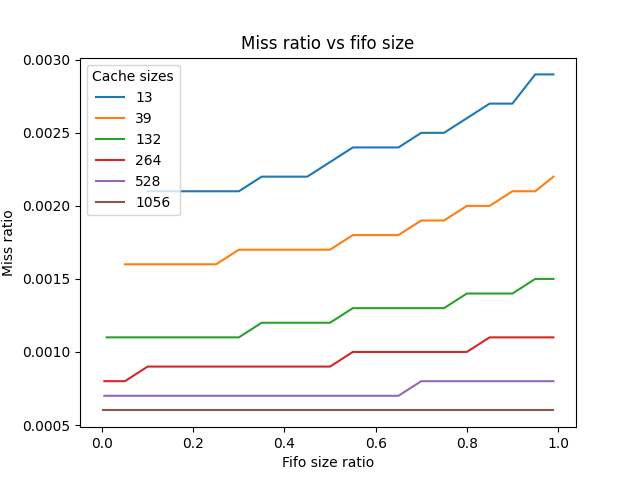 Miss ratio vs fifo size
0.0030
0.0025
0.0020
0.0015
0.0010
0.0005
Miss ratio
Cache sizes
13
39
132
264
528
1056
0.0 0.2 0.4 0.6 0.8 1.0
Fifo size ratio